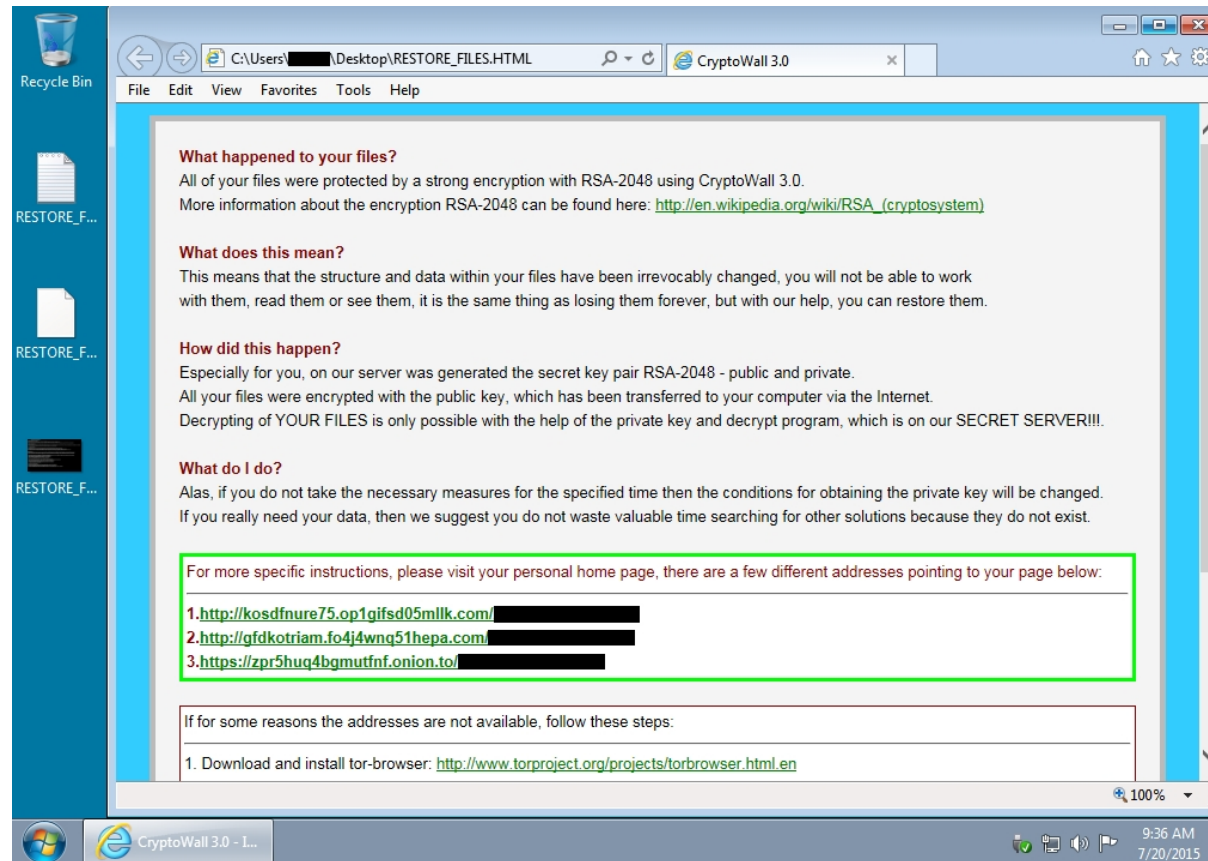 Recycle Bin
RESTORE_F...
RESTORE_F...
RESTORE_F...
C:\Users\ \Desktop\RESTORE_FILES.HTML
CryptoWall 3.0
File Edit View Favorites Tools Help
What happened to your files?
All of your files were protected by a strong encryption with RSA-2048 using CryptoWall 3.0.
More information about the encryption RSA-2048 can be found here: http://en.wikipedia.org/wiki/RSA_(cryptosystem)
What does this mean?
This means that the structure and data within your files have been irrevocably changed, you will not be able to work
with them, read them or see them, it is the same thing as losing them forever, but with our help, you can restore them.
How did this happen?
Especially for you, on our server was generated the secret key pair RSA-2048 - public and private.
All your files were encrypted with the public key, which has been transferred to your computer via the Internet.
Decrypting of YOUR FILES is only possible with the help of the private key and decrypt program, which is on our SECRET SERVER!!!.
What do I do?
Alas, if you do not take the necessary measures for the specified time then the conditions for obtaining the private key will be changed.
If you really need your data, then we suggest you do not waste valuable time searching for other solutions because they do not exist.
For more specific instructions, please visit your personal home page, there are a few different addresses pointing to your page below:
1.http://kosdfnure75.op1gifsd05mllk.com/
2.http://gfdkotriam.fo4j4wnq51hepa.com/
3.https://zpr5huq4bgmutfnf.onion.to/
If for some reasons the addresses are not available, follow these steps:
1. Download and install tor-browser: http://www.torproject.org/projects/torbrowser.html.en
100%
CryptoWall 3.0 - I...
9:36 AM
7/20/2015